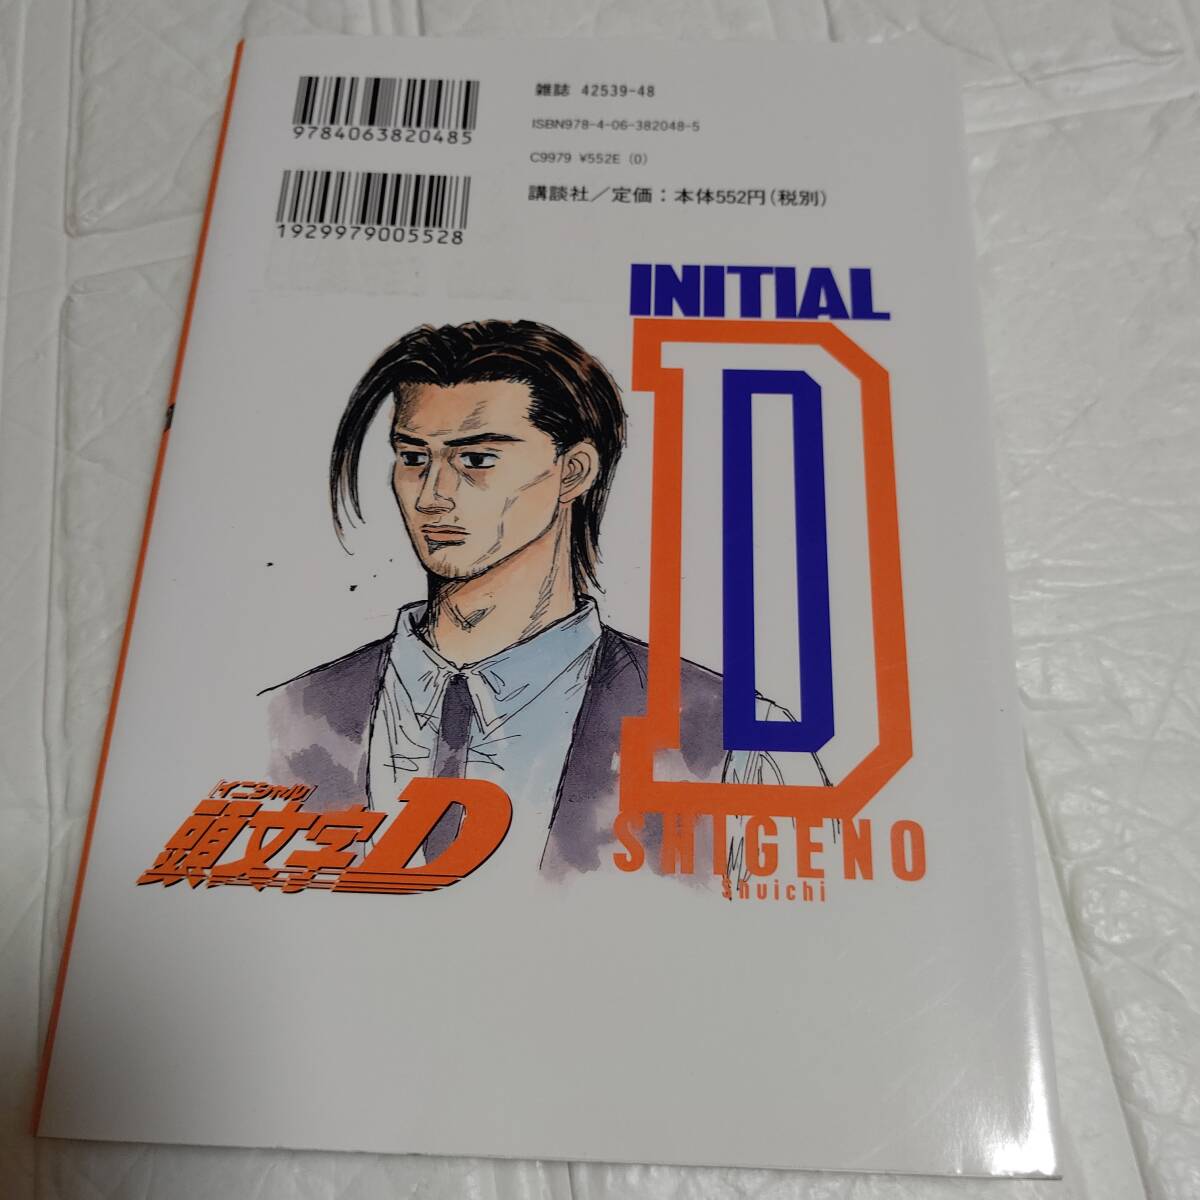 雑誌 42539-48
9784063820485
ISBN978-4-06-382048-5
C9979 ¥552E (0)
1929979005528
講談社／定価：本体552円(税別)
INITIAL
D
[イニシャル]
頭文字D
SHIGENO
Shuichi